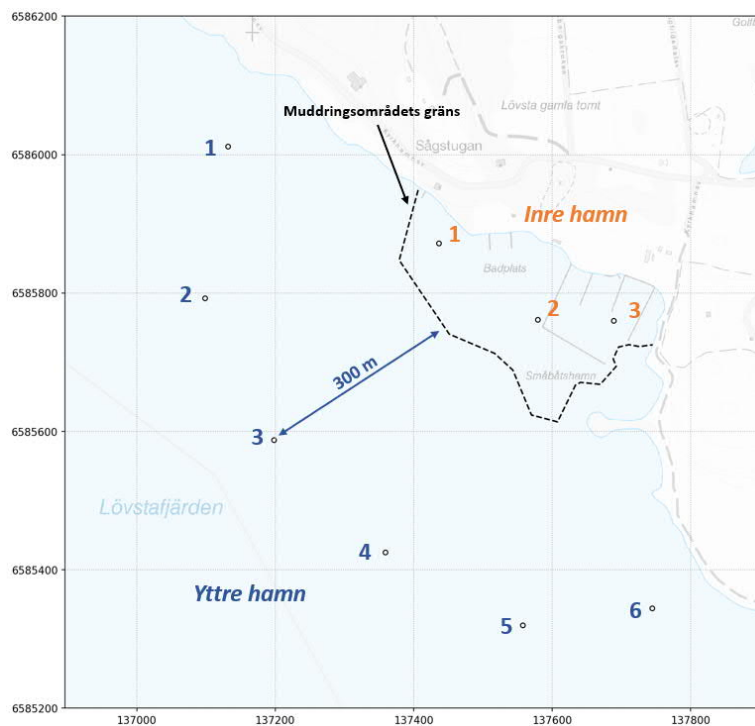 6586200
6586000
6585800
6585600
6585400
6585200
137000
137200
137400
137600
137800
Muddringsområdets gräns
Lövsta gamla tomt
Sågstugan
1
Inre hamn
1
Badplats
2
2
3
300 m
Småbåtshamn
3
Lövstafjärden
4
Yttre hamn
5
6